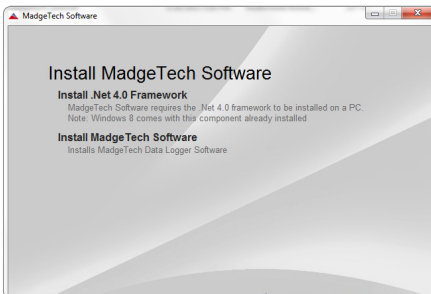 MadgeTech Software
Install MadgeTech Software
Install .Net 4.0 Framework
MadgeTech Software requires the .Net 4.0 framework to be installed on a PC.
Note: Windows 8 comes with this component already installed
Install MadgeTech Software
Installs MadgeTech Data Logger Software